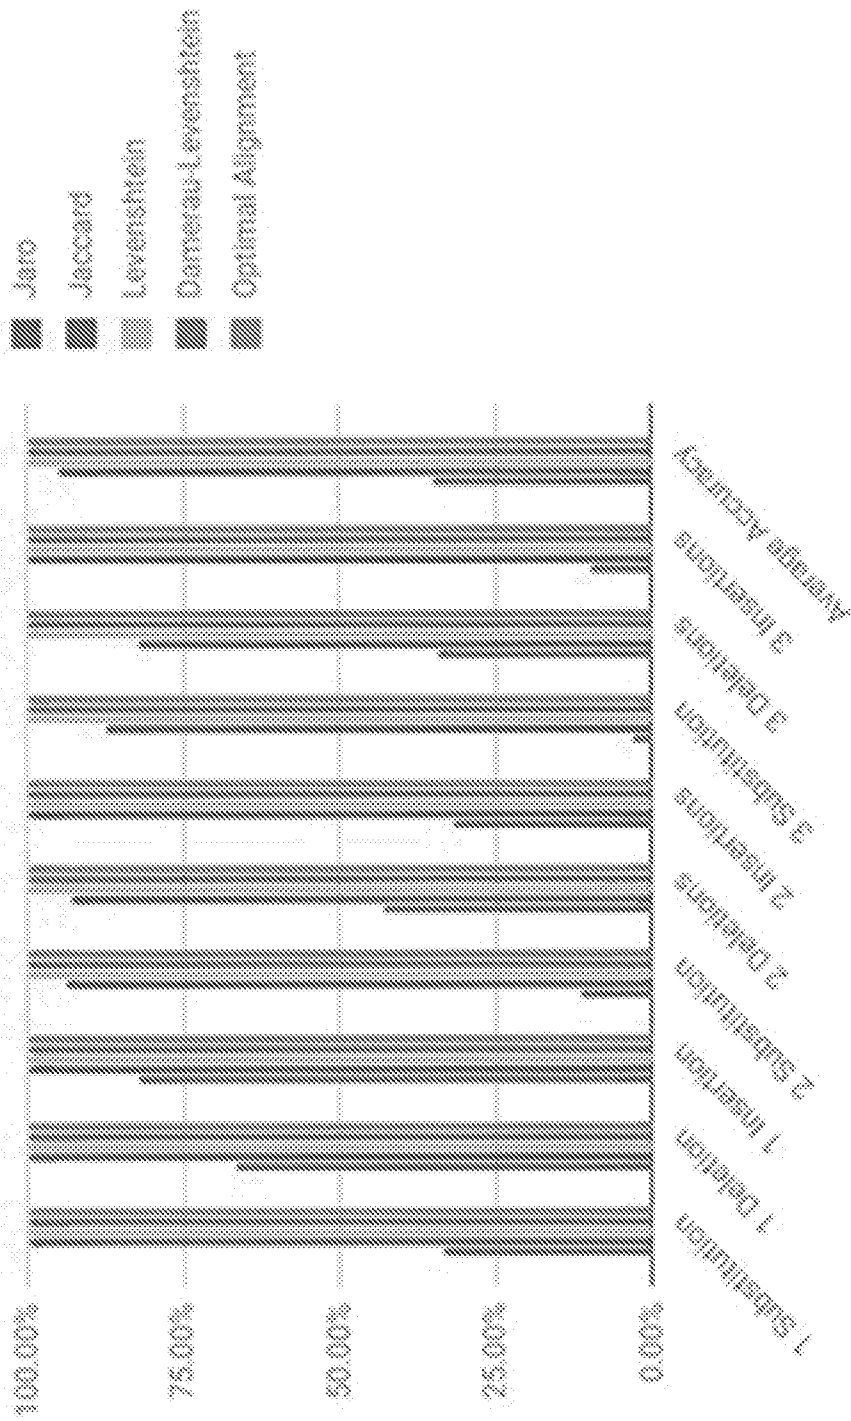 100.00%
75.00%
50.00%
25.00%
0.00%
1 Substitution
1 Deletion
1 Insertion
2 Substitution
2 Deletions
2 Insertions
3 Substitution
3 Deletions
3 Insertions
Average Accuracy
Jaro
Jaccard
Levenshtein
Damerau-Levenshtein
Optimal Alignment